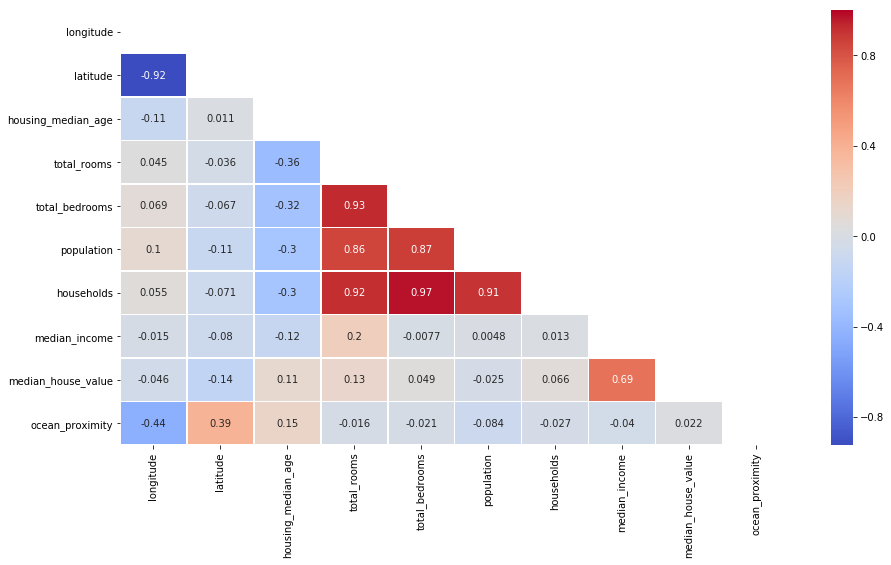 longitude
latitude -0.92
housing_median_age -0.11 0.011
total_rooms 0.045 -0.036 -0.36
total_bedrooms 0.069 -0.067 -0.32 0.93
population 0.1 -0.11 -0.3 0.86 0.87
households 0.055 -0.071 -0.3 0.92 0.97 0.91
median_income -0.015 -0.08 -0.12 0.2 -0.0077 0.0048 0.013
median_house_value -0.046 -0.14 0.11 0.13 0.049 -0.025 0.066 0.69
ocean_proximity -0.44 0.39 0.15 -0.016 -0.021 -0.084 -0.027 -0.04 0.022
longitude
latitude
housing_median_age
total_rooms
total_bedrooms
population
households
median_income
median_house_value
ocean_proximity
0.8
0.4
0.0
−0.4
−0.8